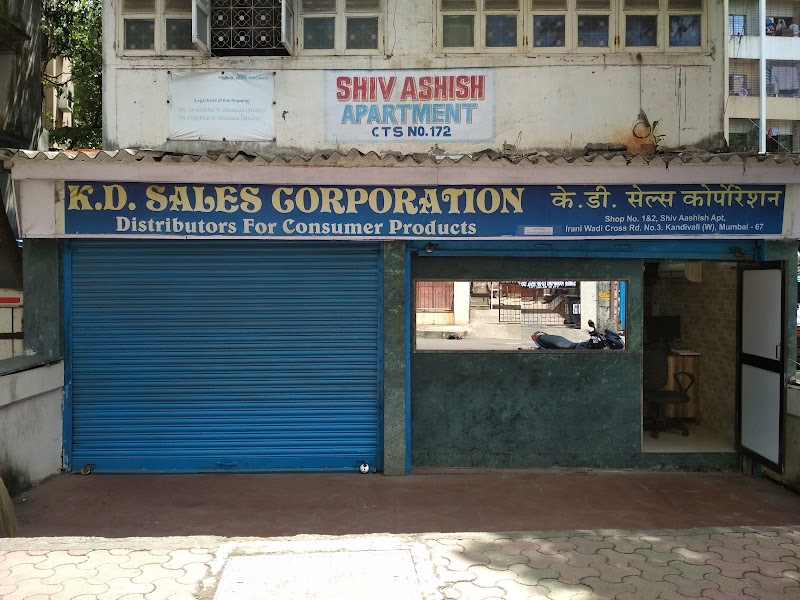 SHIV ASHISH
APARTMENT
CTS NO. 172
K.D. SALES CORPORATION
Distributors For Consumer Products
के.डी. सेल्स कोर्पोरेशन
Shop No. 1&2, Shiv Aashish Apt,
Irani Wadi Cross Rd. No.3. Kandivali (W), Mumbai - 67